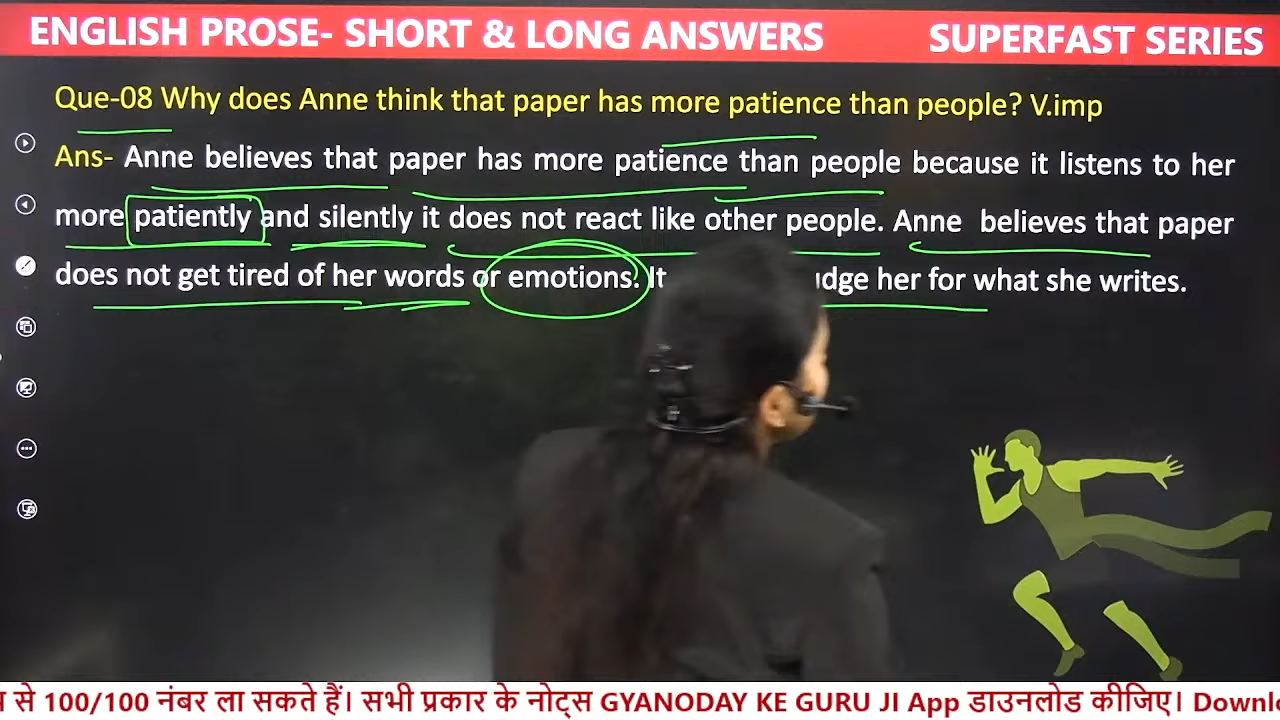 ENGLISH PROSE- SHORT & LONG ANSWERS SUPERFAST SERIES
Que-08 Why does Anne think that paper has more patience than people? V.imp
Ans- Anne believes that paper has more patience than people because it listens to her
more patiently and silently it does not react like other people. Anne believes that paper
does not get tired of her words or emotions. It her for what she writes.
से 100/100 नंबर ला सकते हैं। सभी प्रकार के नोट्स GYANODAY KE GURU JI App डाउनलोड कीजिए।